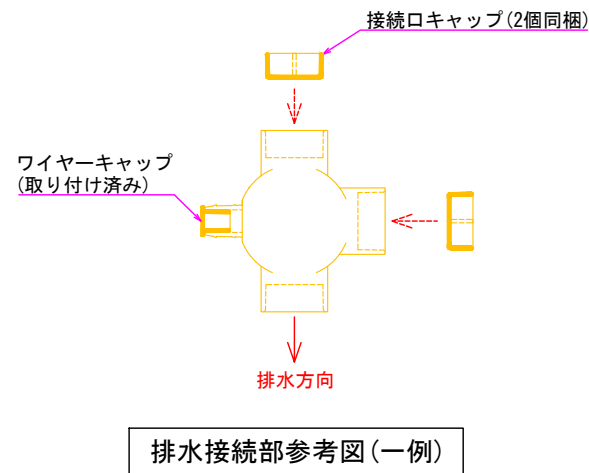 接続口キャップ(2個同梱)
ワイヤーキャップ
(取り付け済み)
排水方向
排水接続部参考図(一例)